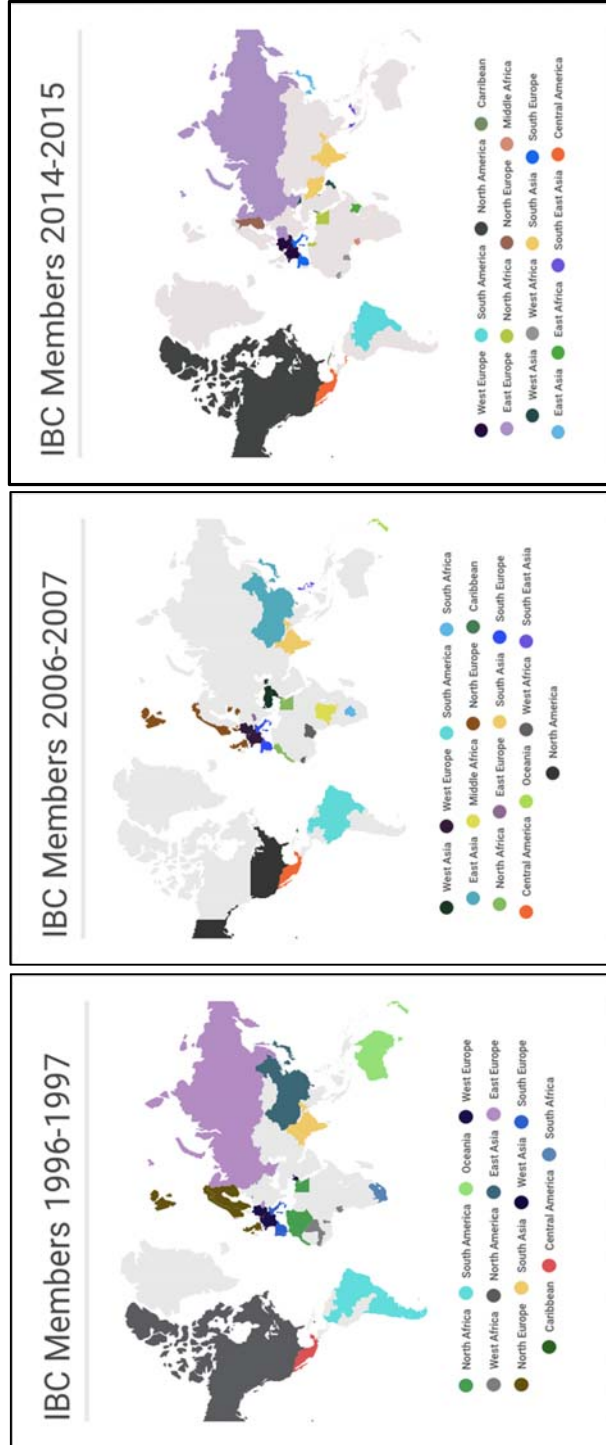 IBC Members 1996-1997
North Africa South America Oceania West Europe
West Africa North America East Asia East Europe
North Europe South Asia West Asia South Europe
Caribbean Central America South Africa
IBC Members 2006-2007
West Asia West Europe South America South Africa
East Asia Middle Africa North Europe Caribbean
North Africa East Europe South Asia South Europe
Central America Oceania West Africa South East Asia
North America
IBC Members 2014-2015
West Europe South America North America Carribean
East Europe North Africa North Europe Middle Africa
West Asia West Africa South Asia South Europe
East Asia East Africa South East Asia Central America